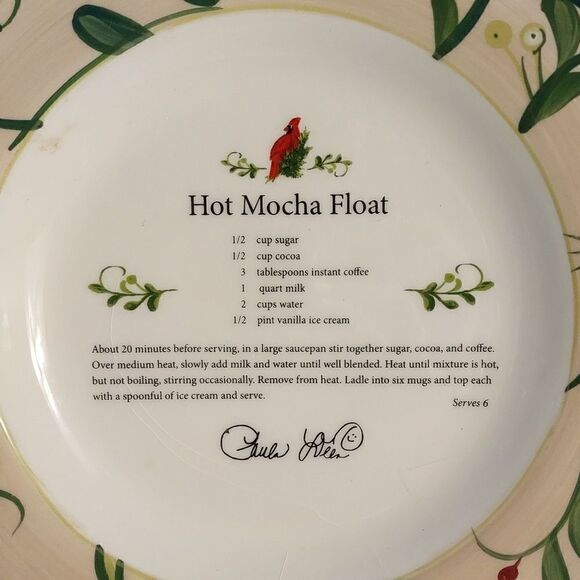 Hot Mocha Float
1/2 cup sugar
1/2 cup cocoa
3 tablespoons instant coffee
1 quart milk
2 cups water
1/2 pint vanilla ice cream
About 20 minutes before serving, in a large saucepan stir together sugar, cocoa, and coffee.
Over medium heat, slowly add milk and water until well blended. Heat until mixture is hot,
but not boiling, stirring occasionally. Remove from heat. Ladle into six mugs and top each
with a spoonful of ice cream and serve.
Serves 6
Paula Deen